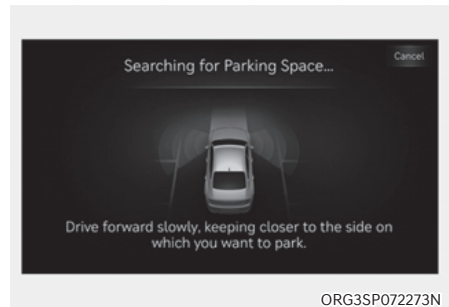 Searching for Parking Space...
Cancel
Drive forward slowly, keeping closer to the side on
which you want to park.
ORG3SP072273N